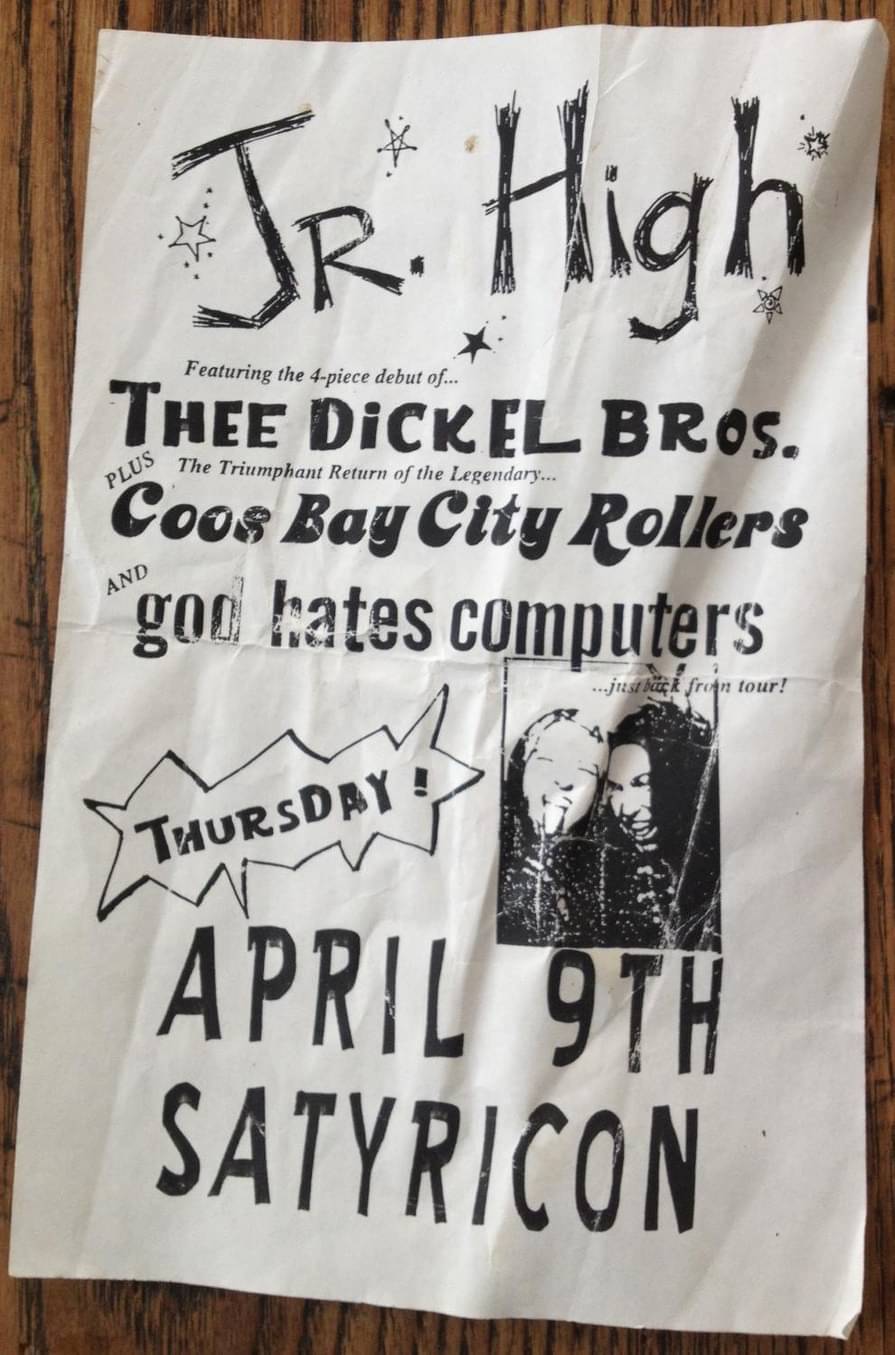 JR. High
Featuring the 4-piece debut of...
THEE DiCKEL BROS.
PLUS The Triumphant Return of the Legendary...
Coos Bay City Rollers
AND
god hates computers
...just back from tour!
THURSDAY!
APRIL 9TH
SATYRICON